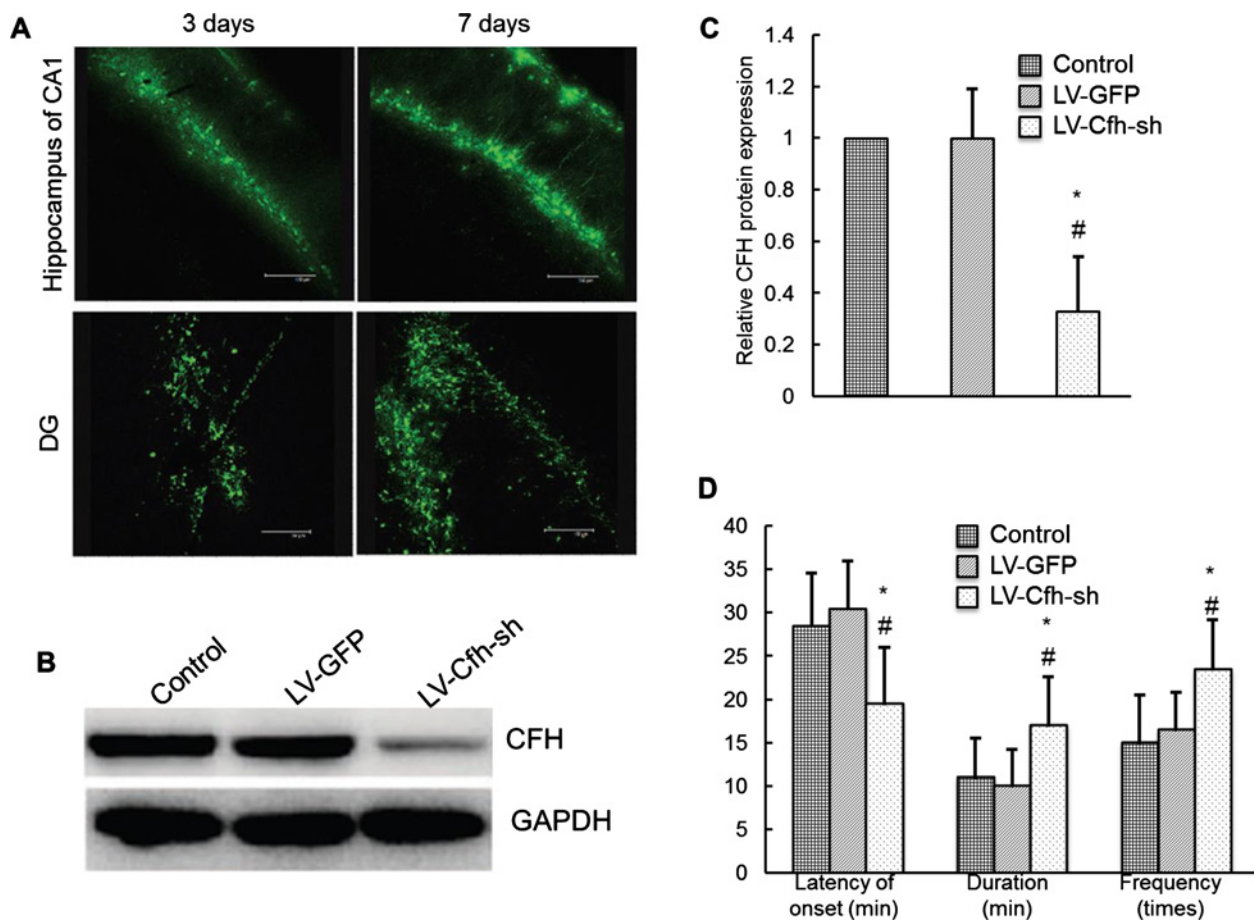 A
3 days
7 days
Hippocampus of CA1
DG
B
Control
LV-GFP
LV-Cfh-sh
CFH
GAPDH
C
Relative CFH protein expression
1.4
1.2
1
0.8
0.6
0.4
0.2
0
Control
LV-GFP
LV-Cfh-sh
*
#
D
40
35
30
25
20
15
10
5
0
Control
LV-GFP
LV-Cfh-sh
*
#
*
#
*
#
Latency of
onset (min)
Duration
(min)
Frequency
(times)